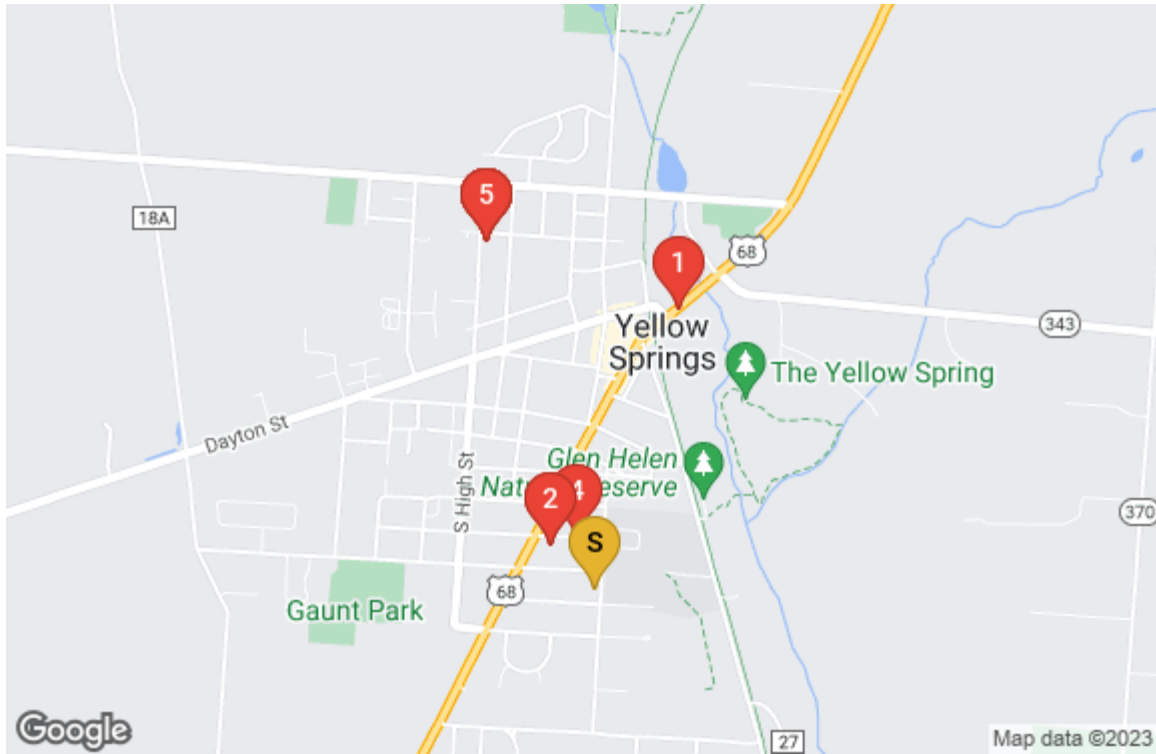 5
18A
1
68
343
Yellow
Springs
The Yellow Spring
Dayton St
S High St
Glen Helen
Nat
eserve
2
4
S
370
68
Gaunt Park
27
Google
Map data ©2023